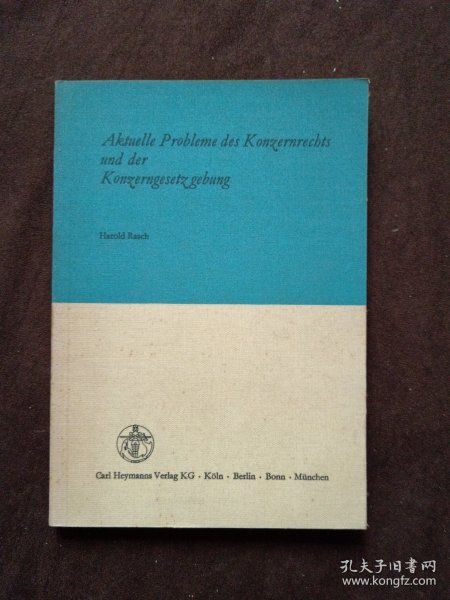 Aktuelle Probleme des Konzernrechts
und der
Konzerngesetzgebung
Harold Rasch
Carl Heymanns Verlag KG · Köln · Berlin · Bonn · München
孔夫子旧书网
www.kongfz.com